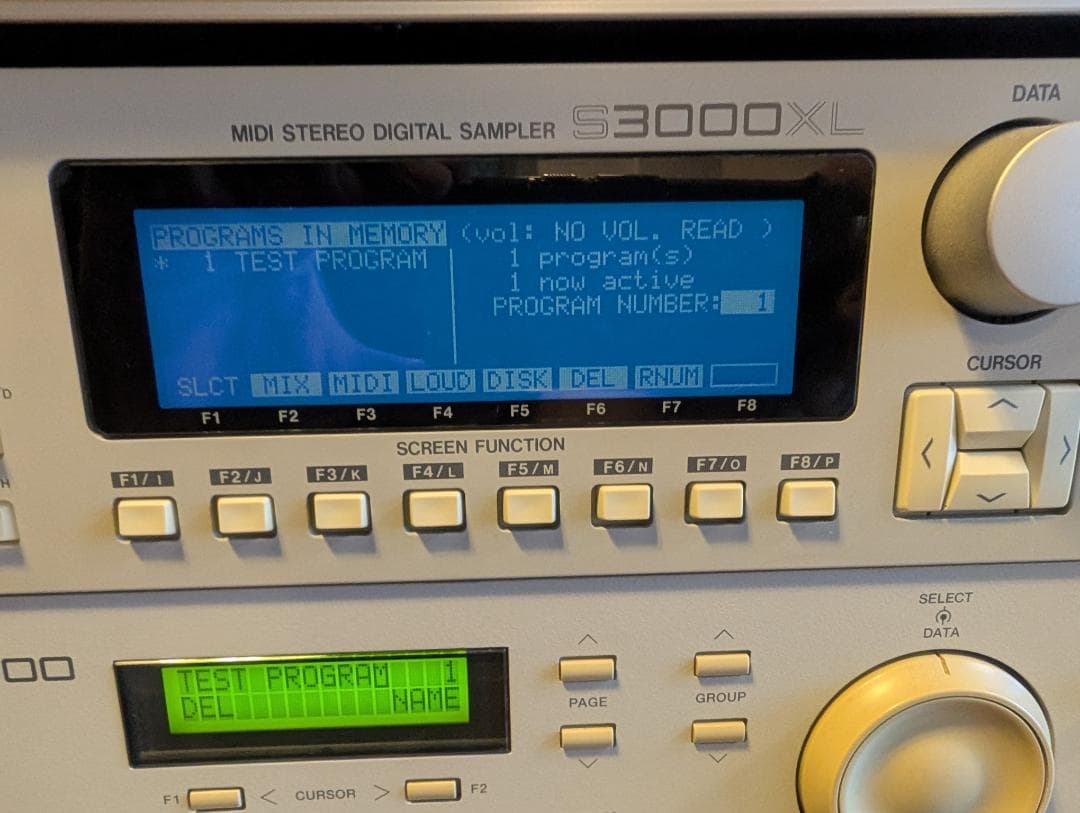 DATA
MIDI STEREO DIGITAL SAMPLER S3000XL
PROGRAMS IN MEMORY (vol: NO VOL. READ )
* 1 TEST PROGRAM
1 program(s)
1 now active
PROGRAM NUMBER: 1
SLCT MIX MIDI LOUD DISK DEL RNUM
F1 F2 F3 F4 F5 F6 F7 F8
CURSOR
SCREEN FUNCTION
F1/I F2/J F3/K F4/L F5/M F6/N F7/O F8/P
D
H
SELECT
DATA
00
TEST PROGRAM 1
DEL NAME
PAGE
GROUP
F1 < CURSOR > F2